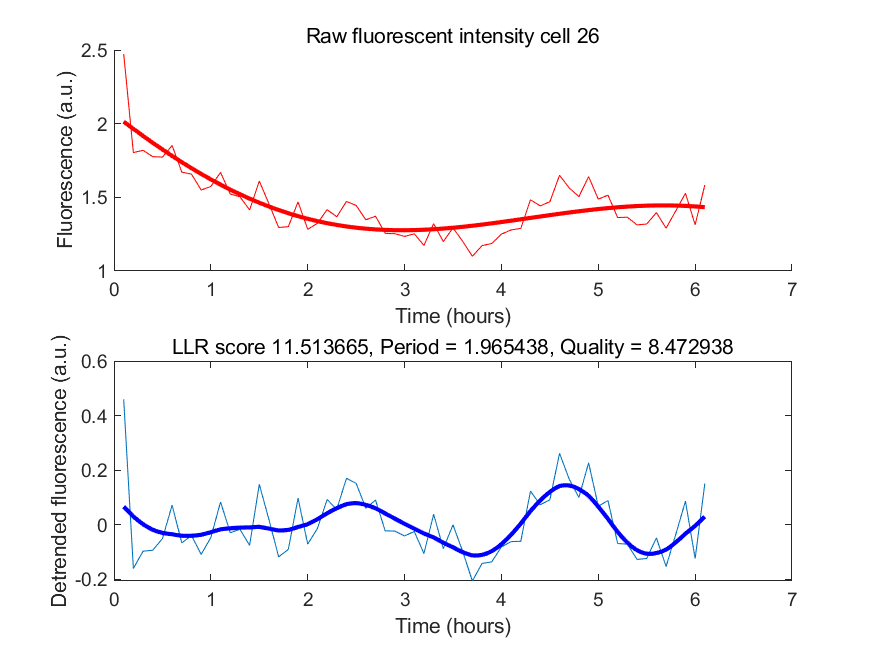 Raw fluorescent intensity cell 26
2.5
2
1.5
1
Fluorescence (a.u.)
0 1 2 3 4 5 6 7
Time (hours)
LLR score 11.513665, Period = 1.965438, Quality = 8.472938
0.6
0.4
0.2
0
-0.2
Detrended fluorescence (a.u.)
0 1 2 3 4 5 6 7
Time (hours)